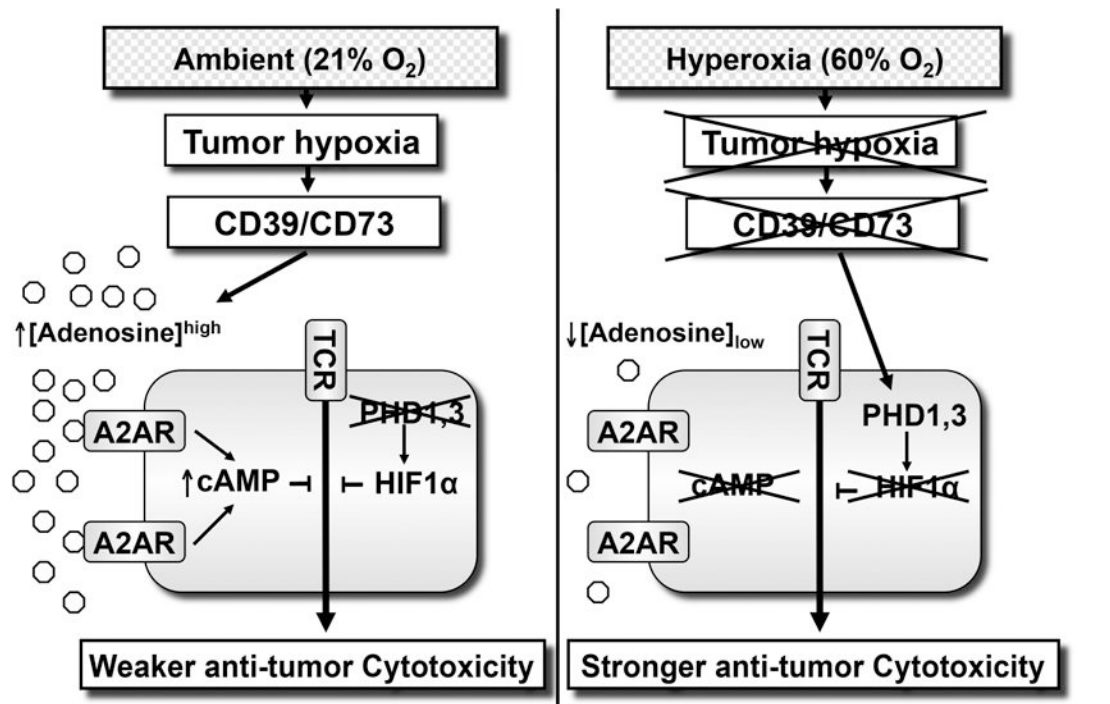 Ambient (21% O₂)
Tumor hypoxia
CD39/CD73
↑[Adenosine]ʰⁱᵍʰ
TCR
PHD1,3
A2AR
↑cAMP
HIF1α
A2AR
Weaker anti-tumor Cytotoxicity
Hyperoxia (60% O₂)
Tumor hypoxia
CD39/CD73
↓[Adenosine]low
TCR
PHD1,3
A2AR
cAMP
HIF1α
A2AR
Stronger anti-tumor Cytotoxicity